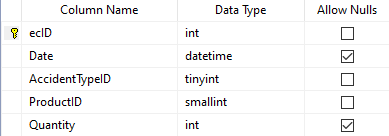 Column Name Data Type Allow Nulls
ecID int
Date datetime
AccidentTypeID tinyint
ProductID smallint
Quantity int